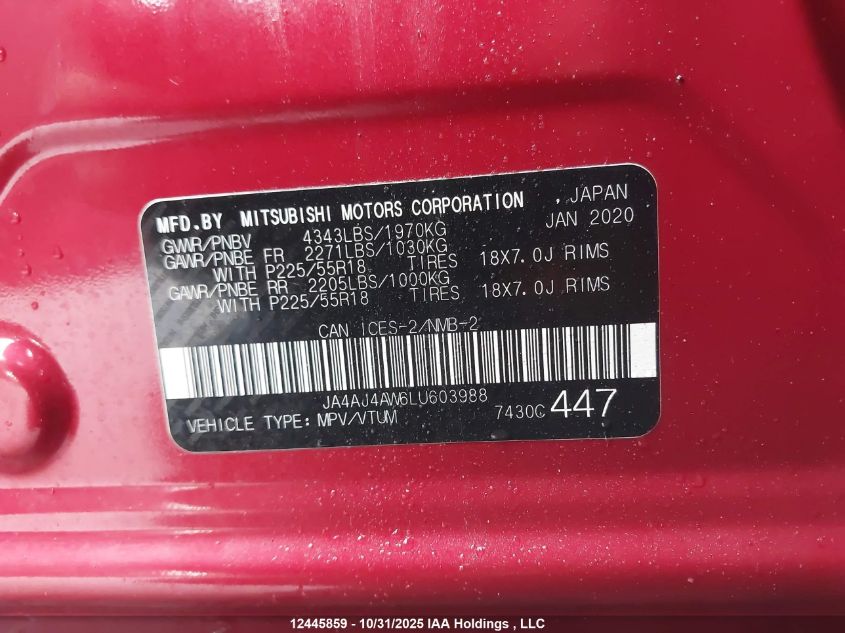 MFD.BY MITSUBISHI MOTORS CORPORATION , JAPAN
GWWR/PNBV 4343LBS/1970KG JAN 2020
GAWR/PNBE FR 2271LBS/1030KG
WITH P225/55R18 TIRES 18X7.0J RIMS
GAWR/PNBE RR 2205LBS/1000KG
WITH P225/55R18 TIRES 18X7.0J RIMS
CAN ICES-2/NMB-2
JA4AJ4AW6LU603988
VEHICLE TYPE: MPV/VTUM 7430C 447
12445859 - 10/31/2025 IAA Holdings , LLC